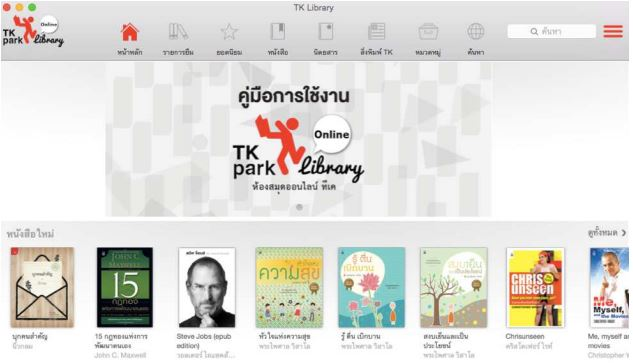 TK Library
TK park Online Library
หน้าหลัก
รายการยืม
ยอดนิยม
หนังสือ
นิตยสาร
สิ่งพิมพ์ TK
หมวดหมู่
ค้นหา
ค้นหา
คู่มือการใช้งาน
Online
TK park Library
ห้องสมุดออนไลน์ ทีเค
หนังสือใหม่
ดูทั้งหมด
JOHN C. MAXWELL
15
กฎทอง
สตีฟ จ็อบส์
ความสุข
รู้ ตื่น เบิกบาน
สงบเย็น
และเป็นประโยชน์
CHRIS UNSEEN
Me, Myself,
and the Movies
บุคคลสำคัญ
นิ้วกลม
15 กฎทองแห่งการพัฒนาตนเอง
John C. Maxwell
Steve Jobs (epub edition)
วอลเตอร์ ไอแซคสั...
หัวใจแห่งความสุข
พระไพศาล วิสาโล
รู้ ตื่น เบิกบาน
พระไพศาล วิสาโล
สงบเย็นและเป็นประโยชน์
พระไพศาล วิสาโล
Chrisunseen
คริสโตเฟอร์ ไรท์
Me, myself a
movies
Christopher